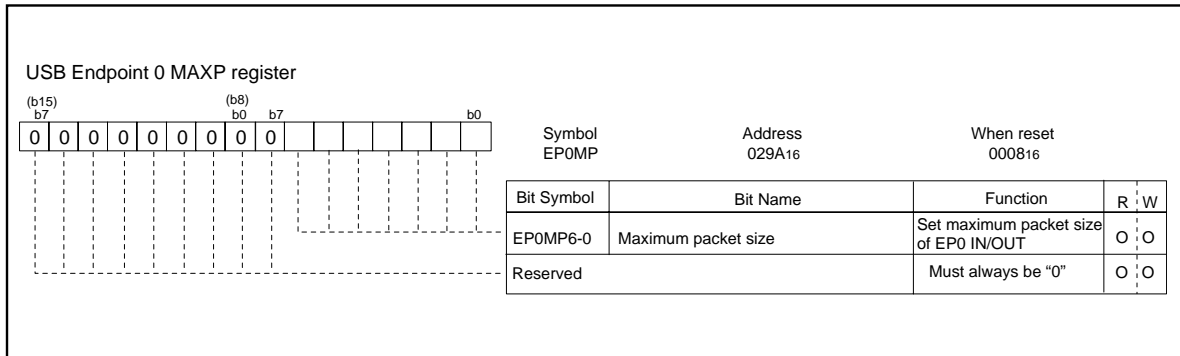 USB Endpoint 0 MAXP register
(b15) (b8)
b7 b0 b7 b0
0 0 0 0 0 0 0 0 0
Symbol Address When reset
EP0MP 029A16 000816
Bit Symbol Bit Name Function R W
EP0MP6-0 Maximum packet size Set maximum packet size
of EP0 IN/OUT O O
Reserved Must always be “0” O O